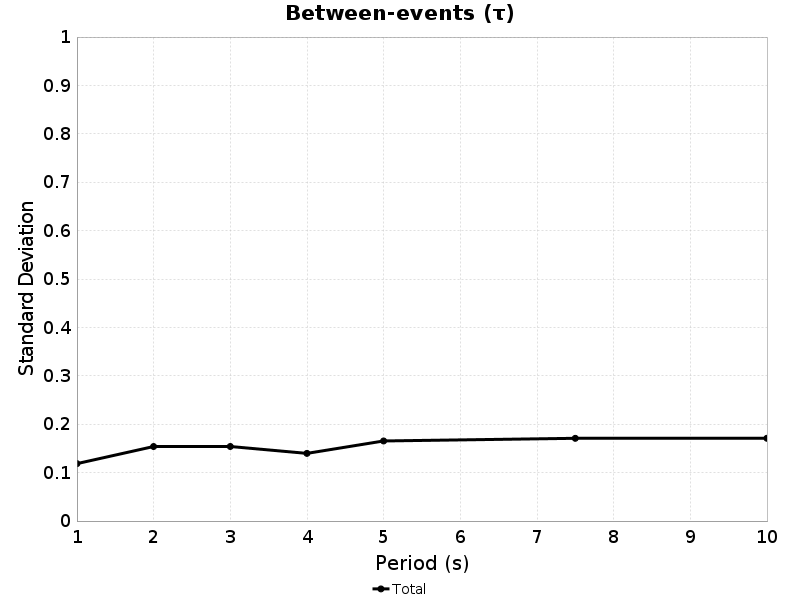 Between-events (τ)
1
0.9
0.8
0.7
0.6
0.5
0.4
0.3
0.2
0.1
0
Standard Deviation
1 2 3 4 5 6 7 8 9 10
Period (s)
Total